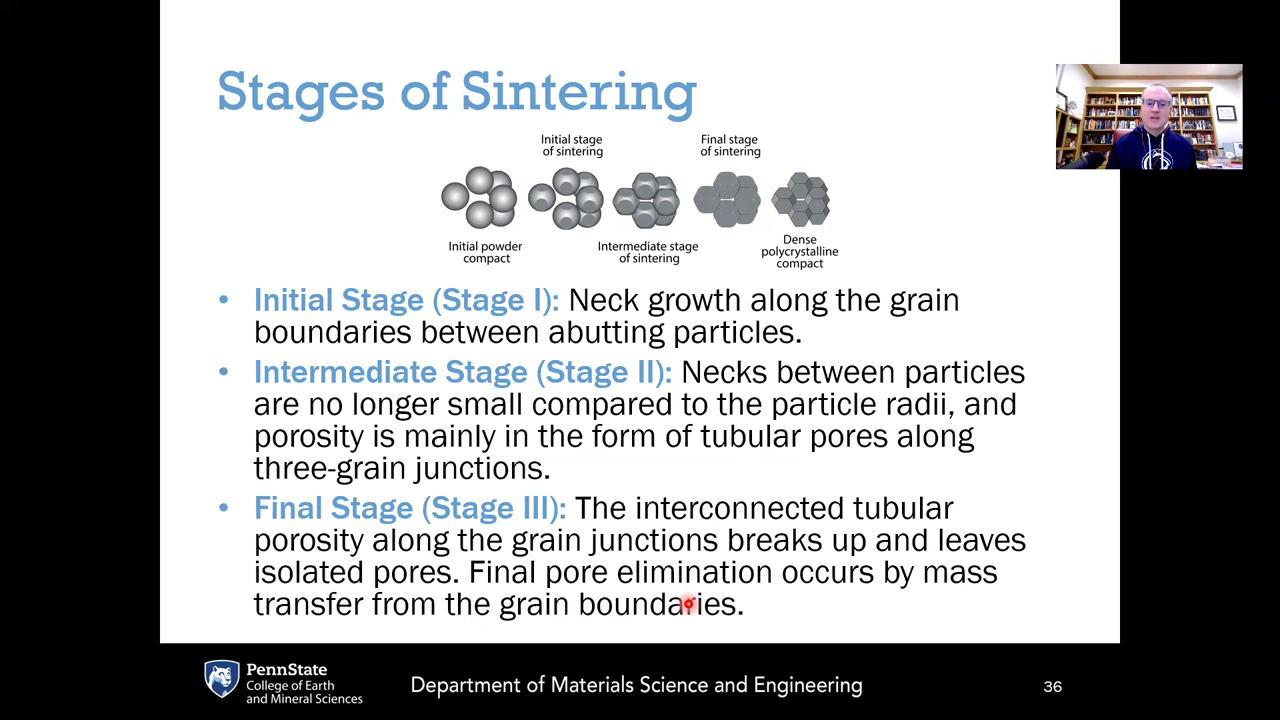 Stages of Sintering
Initial stage
of sintering
Final stage
of sintering
Initial powder
compact
Intermediate stage
of sintering
Dense
polycrystalline
compact
• Initial Stage (Stage I): Neck growth along the grain
boundaries between abutting particles.
• Intermediate Stage (Stage II): Necks between particles
are no longer small compared to the particle radii, and
porosity is mainly in the form of tubular pores along
three-grain junctions.
• Final Stage (Stage III): The interconnected tubular
porosity along the grain junctions breaks up and leaves
isolated pores. Final pore elimination occurs by mass
transfer from the grain boundaries.
PennState
College of Earth
and Mineral Sciences
Department of Materials Science and Engineering
36